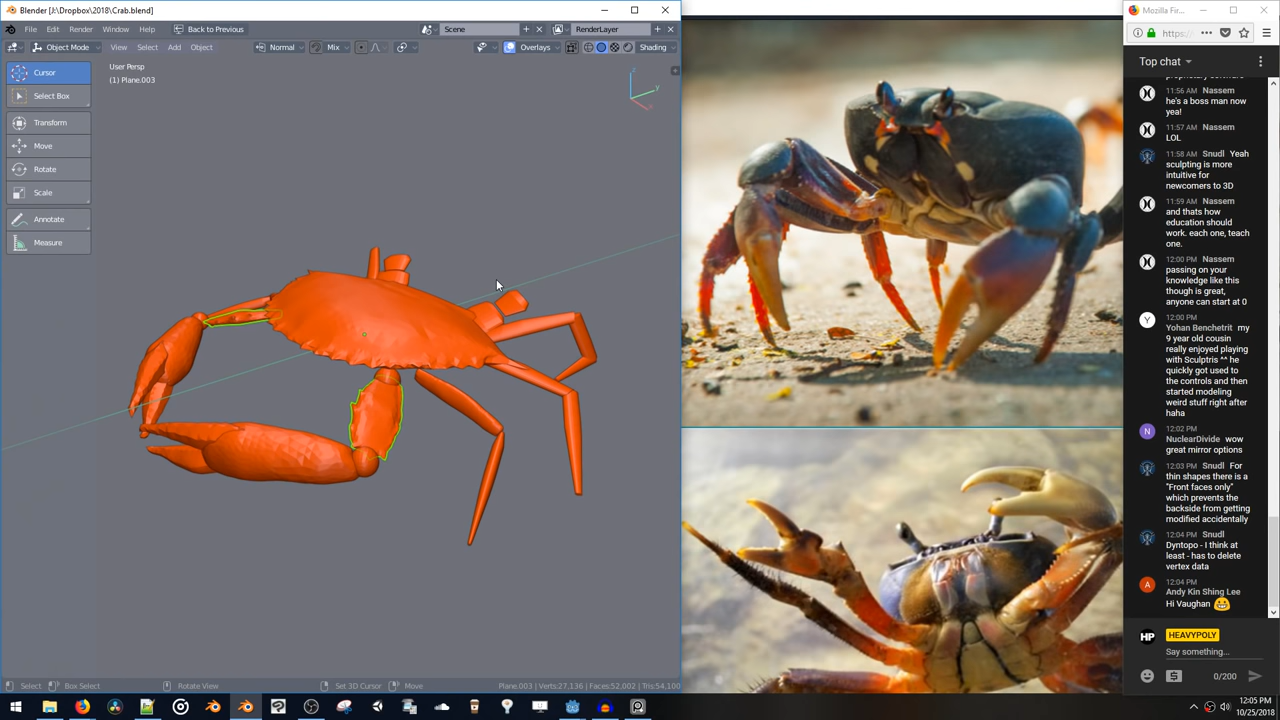 Blender [J:\Dropbox\2018\Crab.blend]
File Edit Render Window Help Back to Previous Scene RenderLayer
Object Mode View Select Add Object Normal Mix Overlays Shading
Cursor
Select Box
Transform
Move
Rotate
Scale
Annotate
Measure
User Persp
(1) Plane.003
z
y
x
Select Box Select Rotate View Set 3D Cursor Move Plane.003 | Verts:27,136 | Faces:52,002 | Tris:54,100
Mozilla Fir...
https:/
Top chat
proprietary software
11:56 AM Nassem
he's a boss man now
yea!
11:57 AM Nassem
LOL
11:58 AM Snudl Yeah
sculpting is more
intuitive for
newcomers to 3D
11:59 AM Nassem
and thats how
education should
work. each one, teach
one.
12:00 PM Nassem
passing on your
knowledge like this
though is great,
anyone can start at 0
Y
12:00 PM
Yohan Benchetrit my
9 year old cousin
really enjoyed playing
with Sculptris ^^ he
quickly got used to
the controls and then
started modeling
weird stuff right after
haha
N
12:02 PM
NuclearDivide wow
great mirror options
12:03 PM Snudl For
thin shapes there is a
"Front faces only"
which prevents the
backside from getting
modified accidentally
12:04 PM Snudl
Dyntopo - I think at
least - has to delete
vertex data
A
12:04 PM
Andy Kin Shing Lee
Hi Vaughan 😁
HP HEAVYPOLY
Say something...
0/200
12:05 PM
10/25/2018